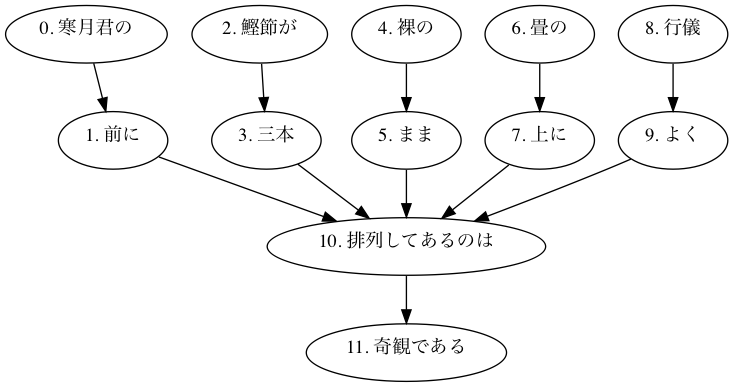 0. 寒月君の
2. 鰹節が
4. 裸の
6. 畳の
8. 行儀
1. 前に
3. 三本
5. まま
7. 上に
9. よく
10. 排列してあるのは
11. 奇観である